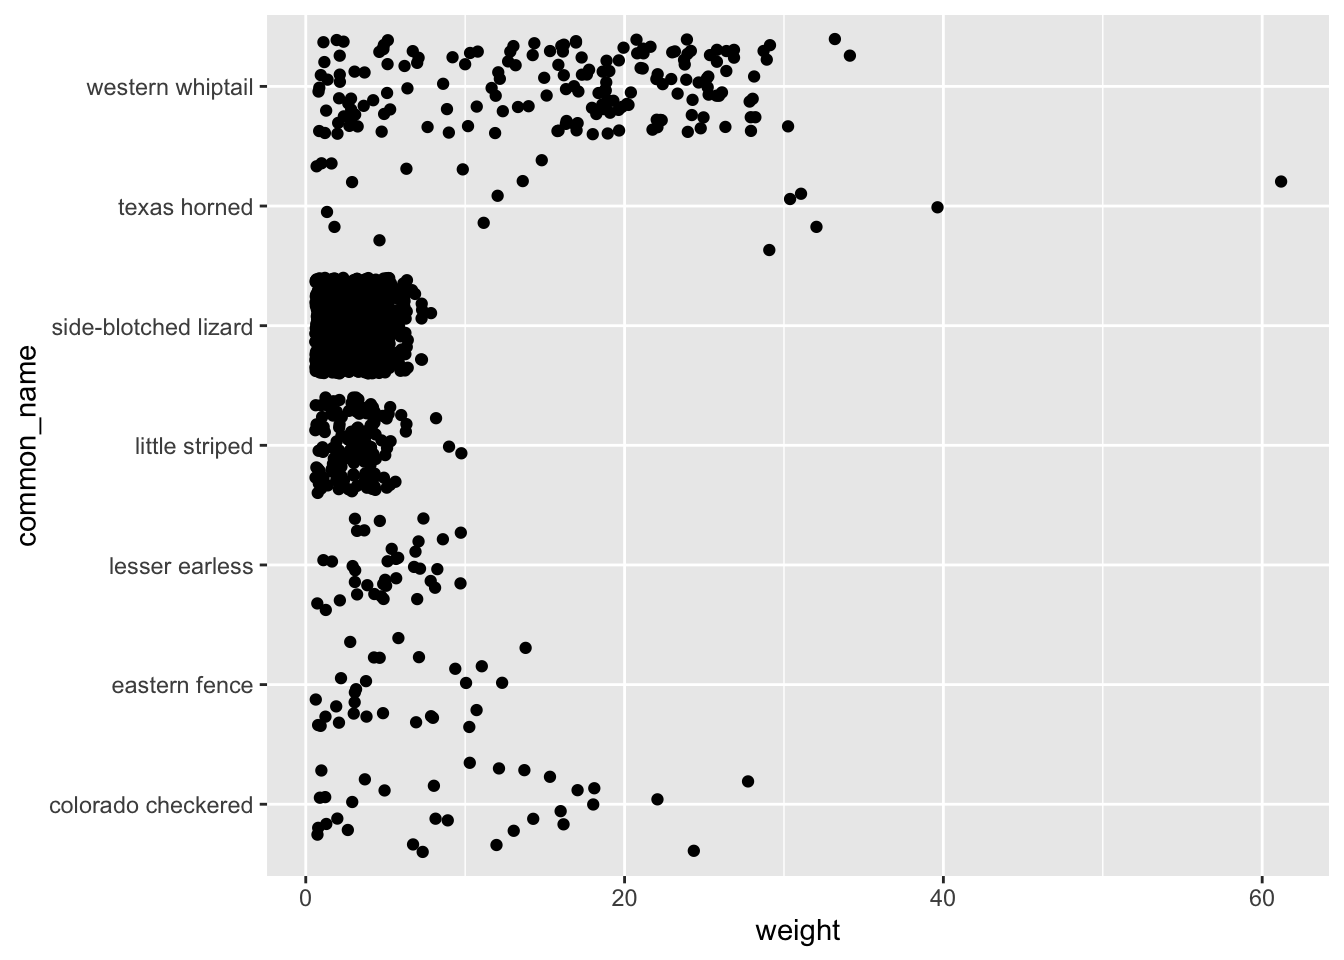 western whiptail
texas horned
side-blotched lizard
little striped
lesser earless
eastern fence
colorado checkered
common_name
0 20 40 60
weight